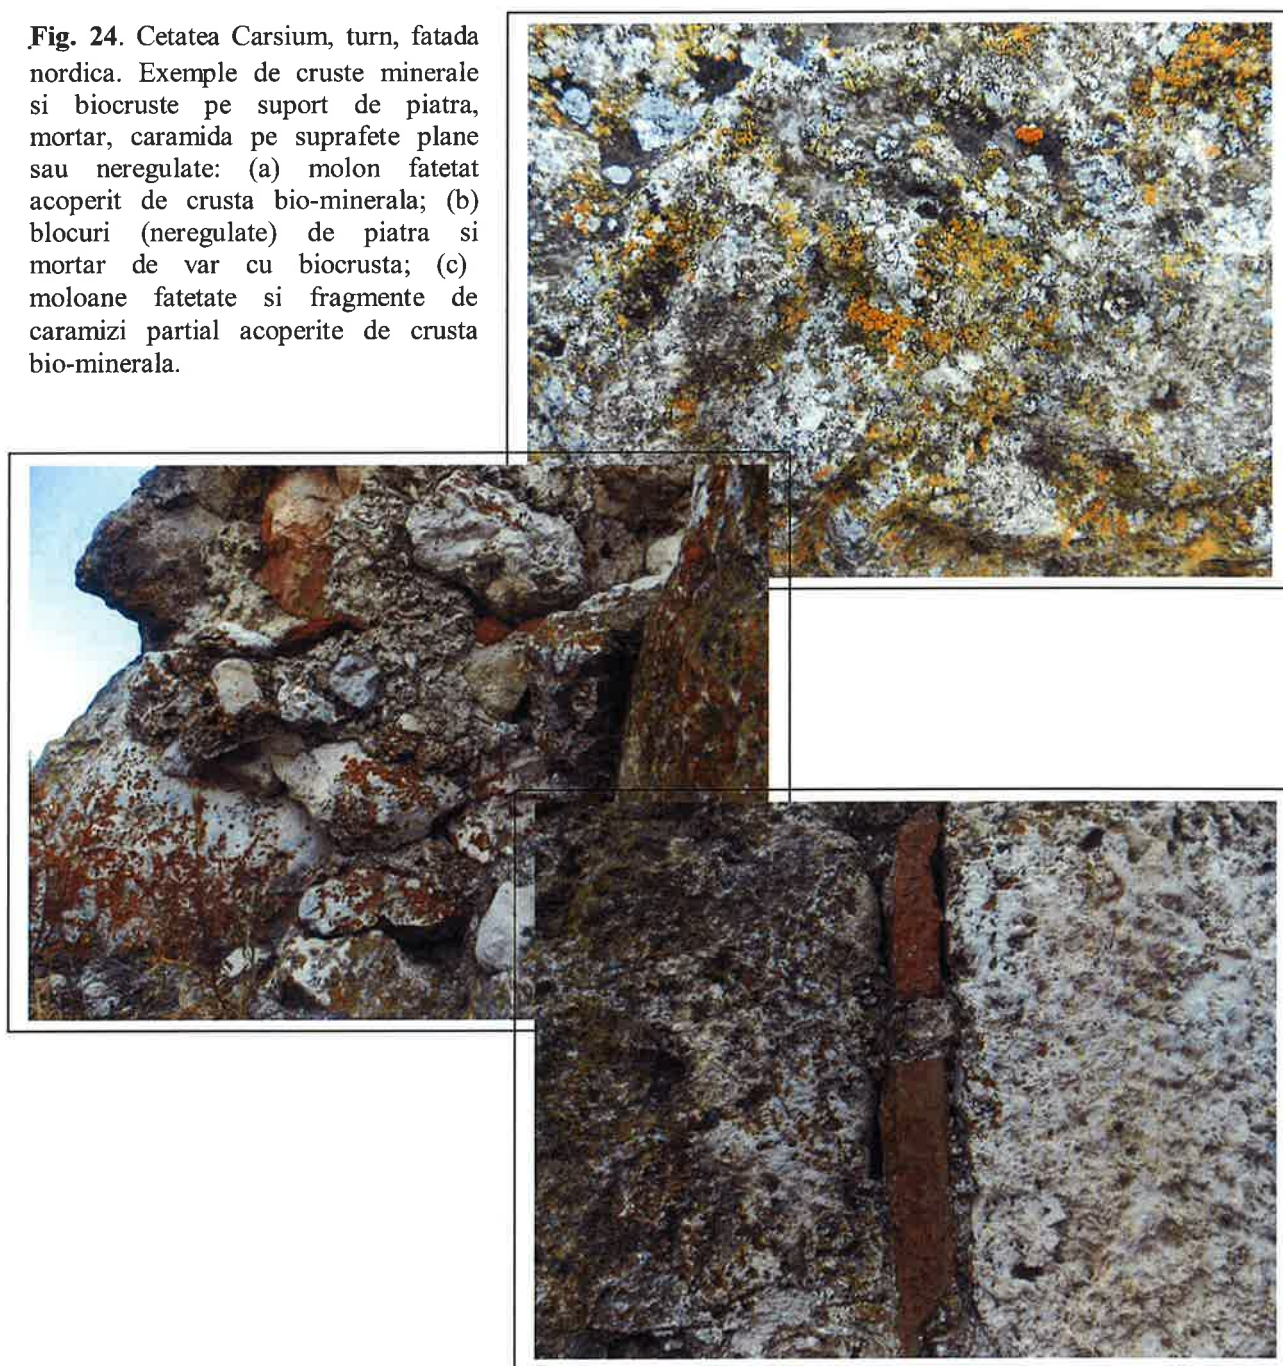 Fig. 24. Cetatea Carsium, turn, fatada
nordica. Exemple de cruste minerale
si biocruste pe suport de piatra,
mortar, caramida pe suprafete plane
sau neregulate: (a) molon fatetat
acoperit de crusta bio-minerala; (b)
blocuri (neregulate) de piatra si
mortar de var cu biocrusta; (c)
moloane fatetate si fragmente de
caramizi partial acoperite de crusta
bio-minerala.